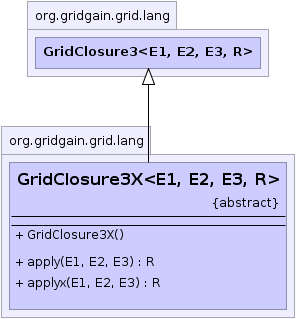 org.gridgain.grid.lang
GridClosure3<E1, E2, E3, R>
org.gridgain.grid.lang
GridClosure3X<E1, E2, E3, R>
{abstract}
+ GridClosure3X()
+ apply(E1, E2, E3) : R
+ applyx(E1, E2, E3) : R